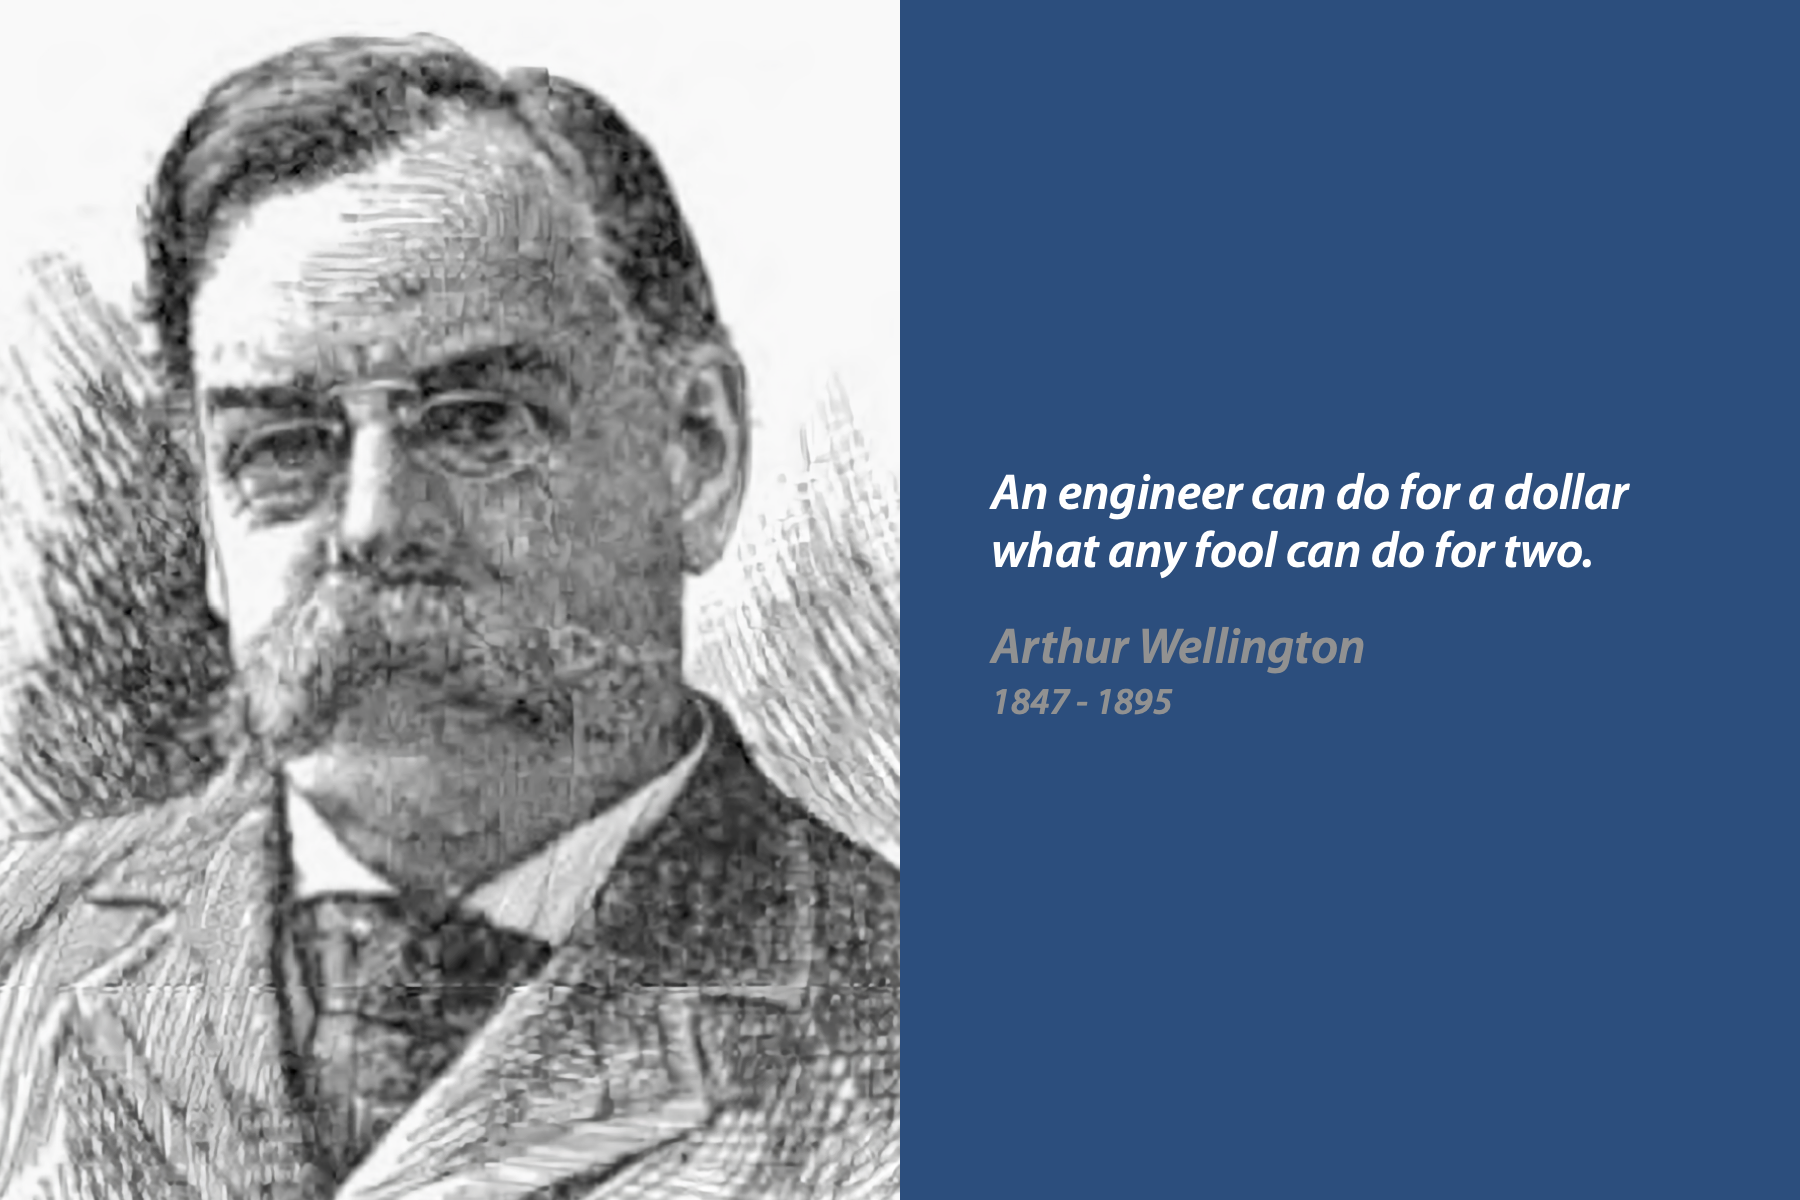 An engineer can do for a dollar
what any fool can do for two.
Arthur Wellington
1847 - 1895